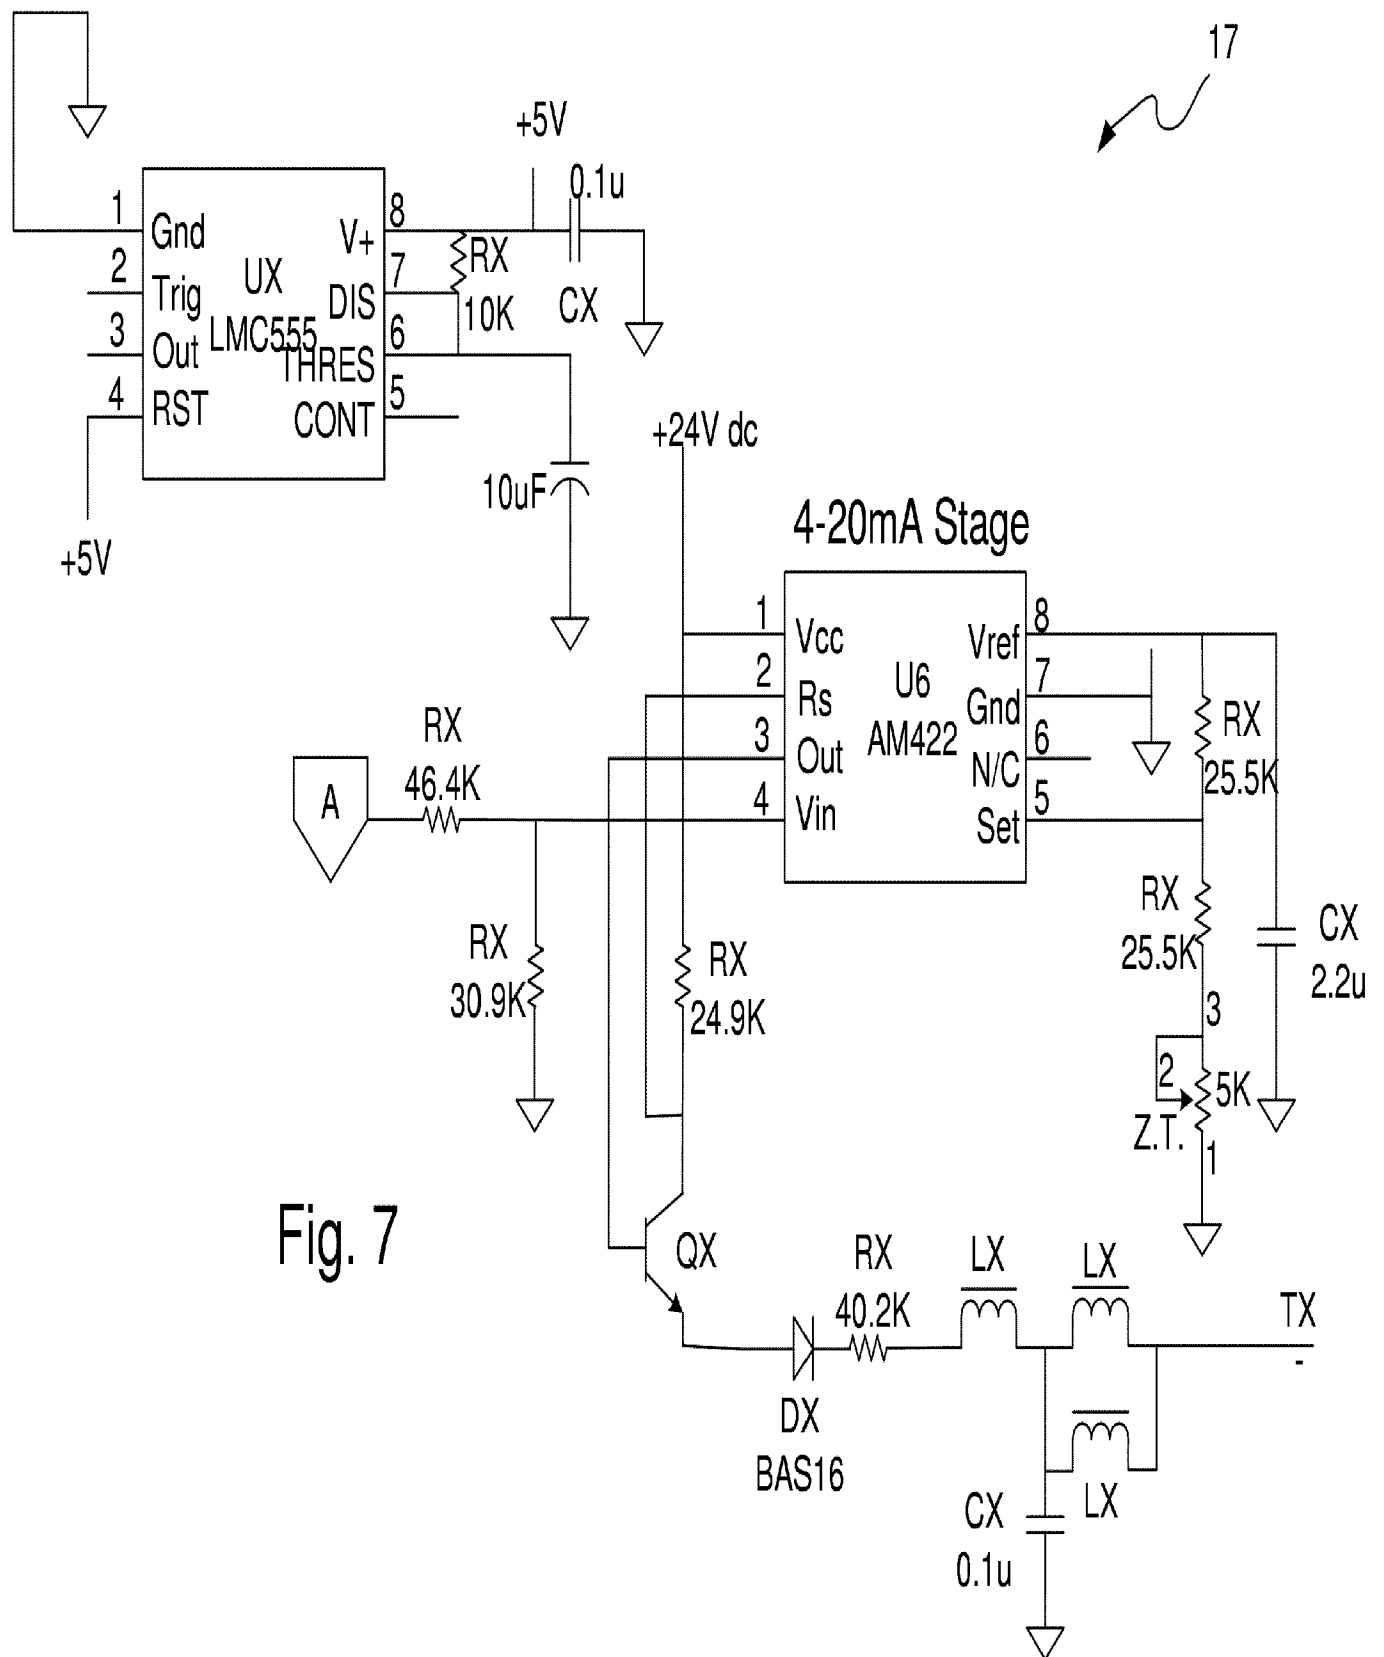 17
+5V
0.1u
1
Gnd
2
Trig
3
Out
4
RST
UX
LMC555
8
V+
7
DIS
6
THRES
5
CONT
RX
10K
CX
+5V
10uF
+24V dc
4-20mA Stage
1
Vcc
2
Rs
3
Out
4
Vin
U6
AM422
8
Vref
7
Gnd
6
N/C
5
Set
RX
25.5K
A
RX
46.4K
RX
30.9K
RX
24.9K
RX
25.5K
CX
2.2u
3
2
5K
Z.T.
1
Fig. 7
QX
DX
BAS16
RX
40.2K
LX
LX
LX
TX
-
CX
0.1u